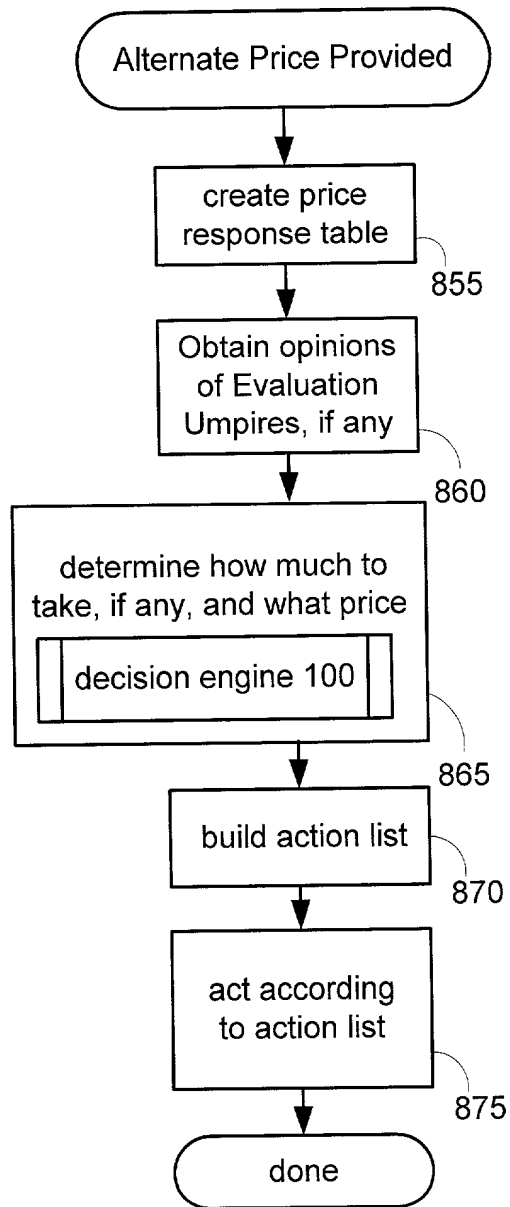 Alternate Price Provided
create price
response table
855
Obtain opinions
of Evaluation
Umpires, if any
860
determine how much to
take, if any, and what price
decision engine 100
865
build action list
870
act according
to action list
875
done